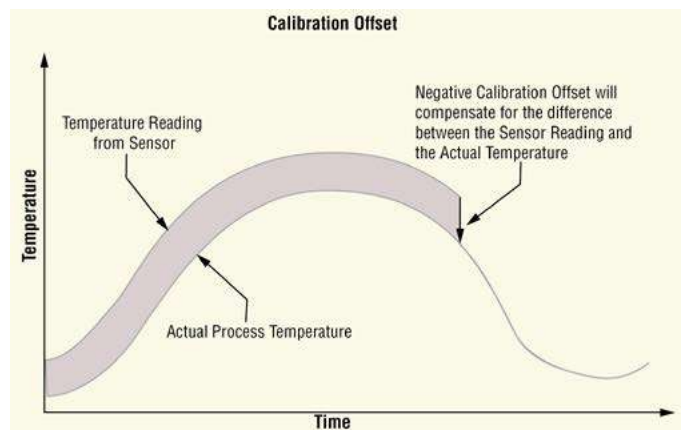 Calibration Offset
Negative Calibration Offset will
compensate for the difference
between the Sensor Reading and
the Actual Temperature
Temperature Reading
from Sensor
Temperature
Actual Process Temperature
Time